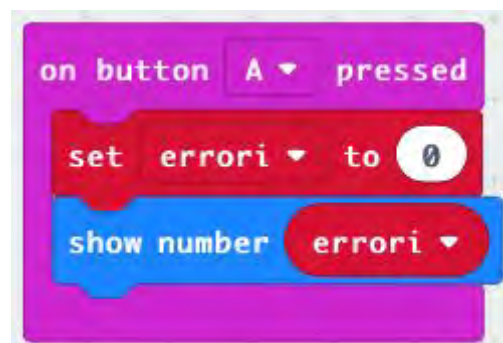 on button A pressed
set errori to 0
show number errori